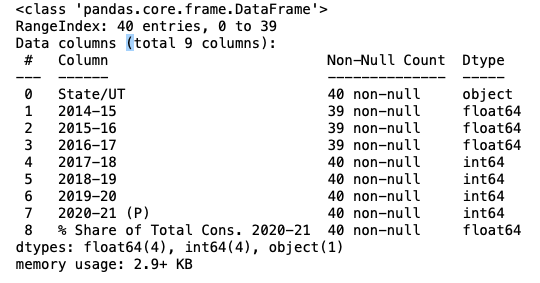 <class 'pandas.core.frame.DataFrame'>
RangeIndex: 40 entries, 0 to 39
Data columns (total 9 columns):
 #   Column                        Non-Null Count  Dtype
---  ------                        --------------  -----
 0   State/UT                      40 non-null     object
 1   2014-15                       39 non-null     float64
 2   2015-16                       39 non-null     float64
 3   2016-17                       39 non-null     float64
 4   2017-18                       40 non-null     int64
 5   2018-19                       40 non-null     int64
 6   2019-20                       40 non-null     int64
 7   2020-21 (P)                   40 non-null     int64
 8   % Share of Total Cons. 2020-21  40 non-null     float64
dtypes: float64(4), int64(4), object(1)
memory usage: 2.9+ KB